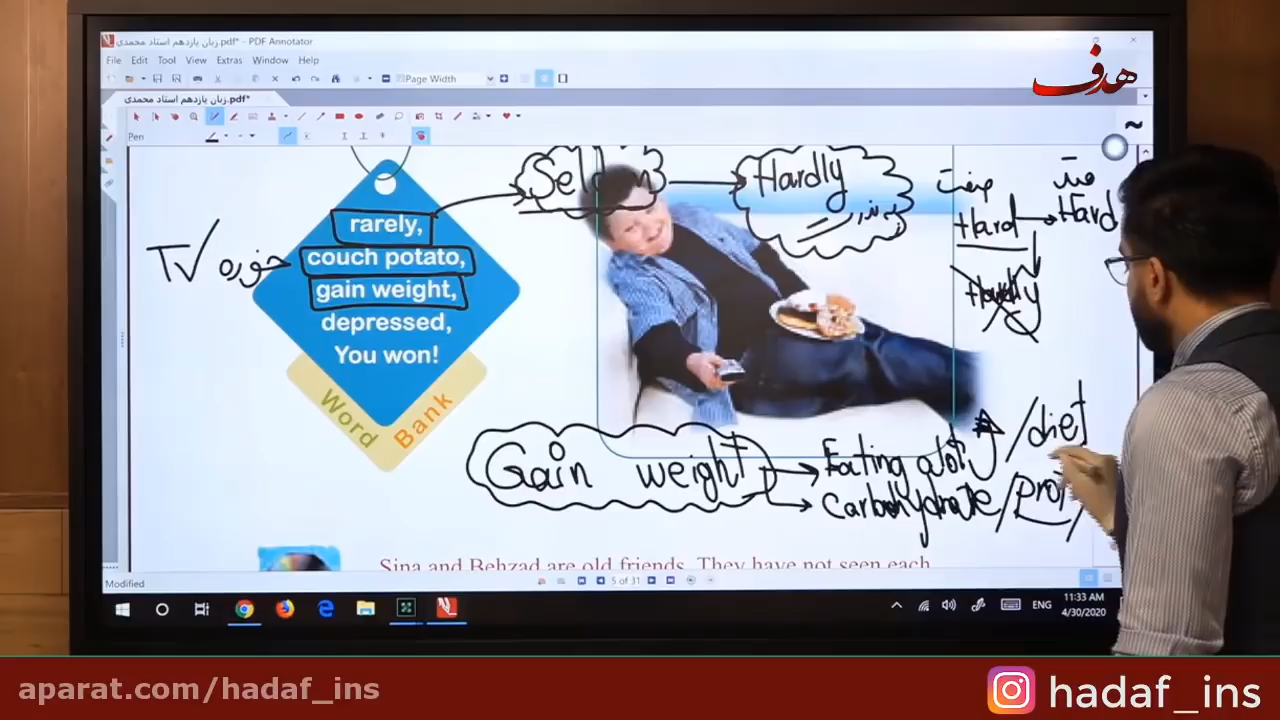 زبان یازدهم استاد محمدی.pdf* - PDF Annotator
File Edit Tool View Extras Window Help
Page Width
زبان یازدهم استاد محمدی.pdf*
Pen
هدف
Hardly
صفت
Hard
Hard
Hardly
TV خوره
rarely,
couch potato,
gain weight,
depressed,
You won!
Word Bank
Gain weight
Eating a lot / diet
Carbohydrate / prot
Sina and Behzad are old friends. They have not seen each
Modified
5 of 31
ENG
11:33 AM
4/30/2020
aparat.com/hadaf_ins
hadaf_ins